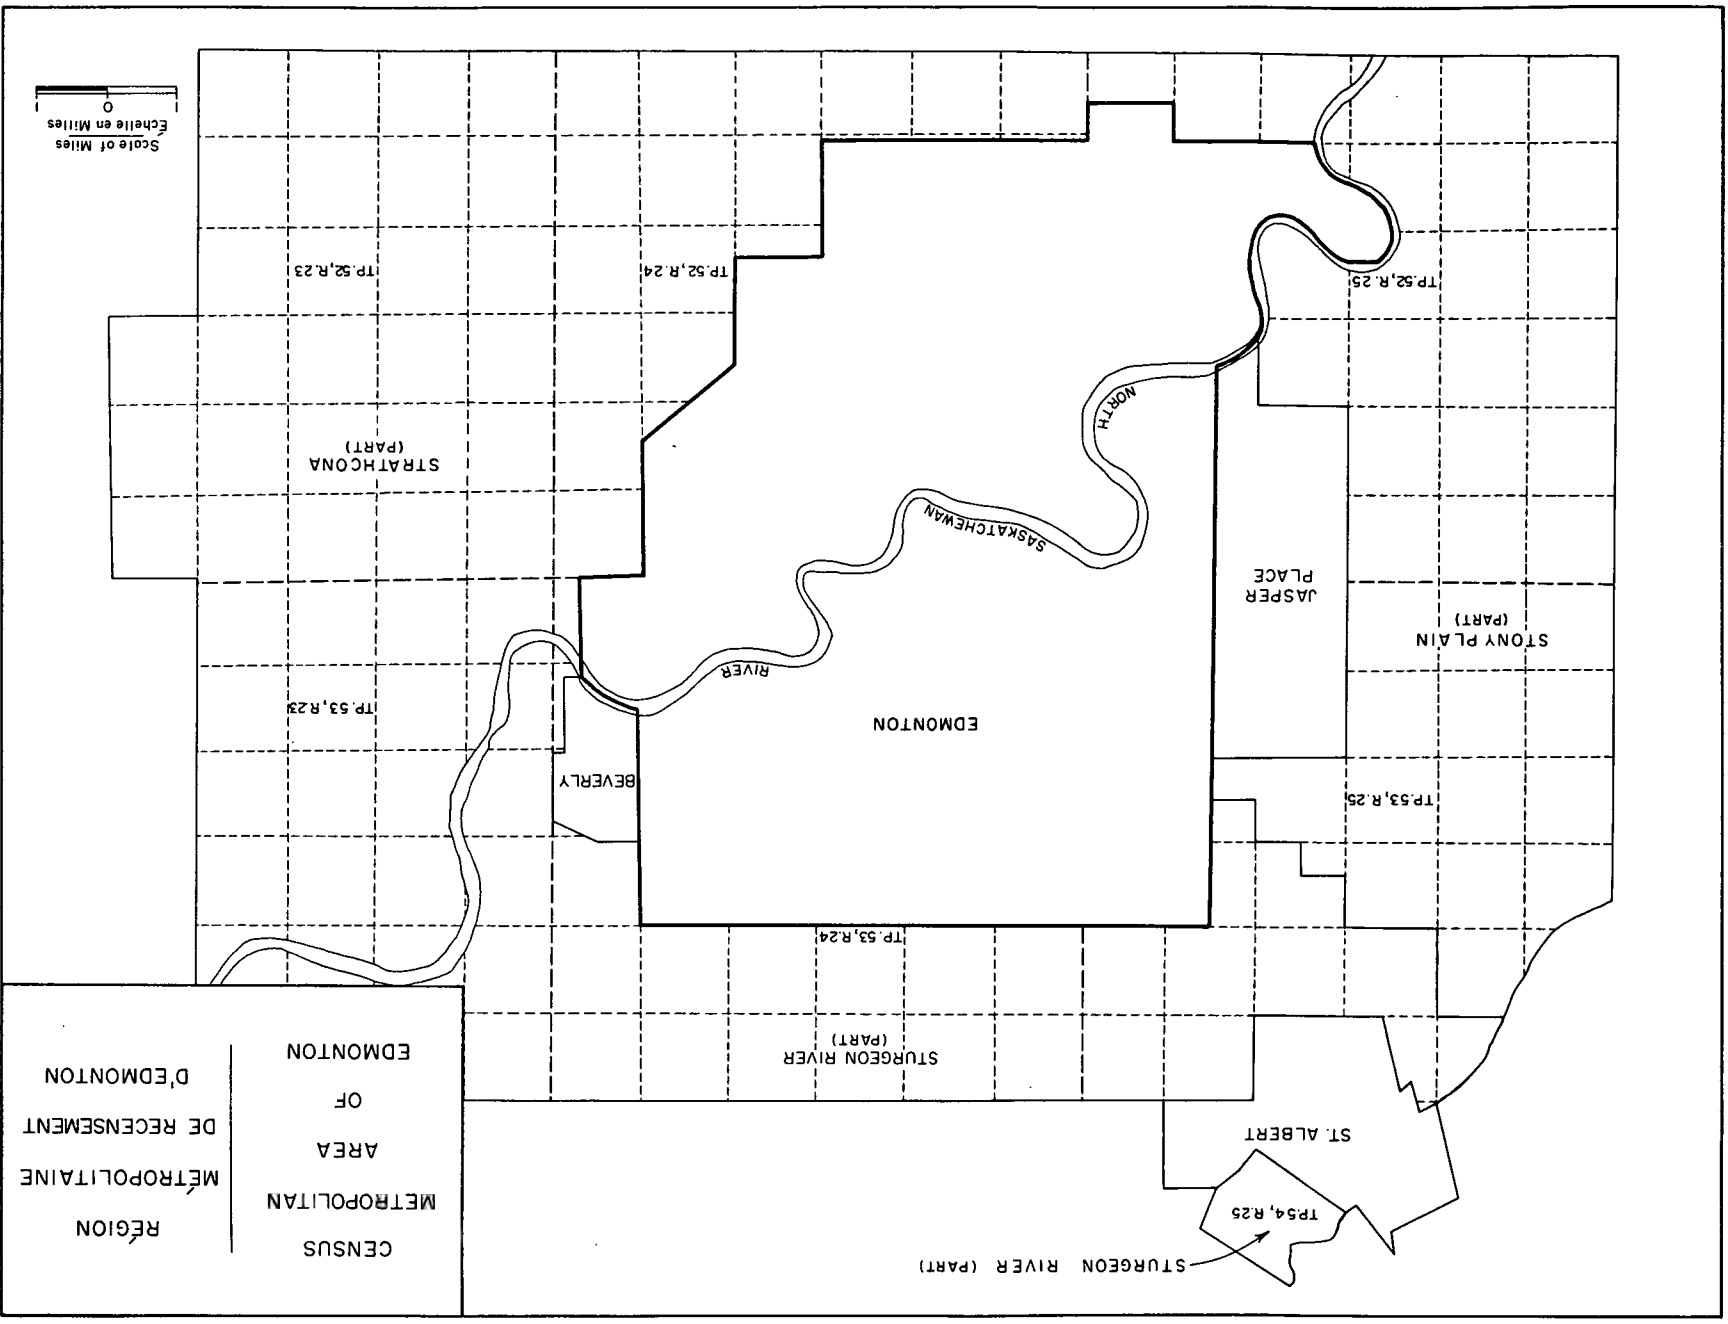 CENSUS
METROPOLITAN
AREA
OF
EDMONTON
RÉGION
MÉTROPOLITAINE
DE RECENSEMENT
D'EDMONTON
STURGEON RIVER (PART)
TP.54, R.25
ST. ALBERT
STURGEON RIVER
(PART)
TP.53, R.24
TP.53, R.25
BEVERLY
EDMONTON
TP.53, R.23
RIVER
STONY PLAIN
(PART)
JASPER
PLACE
SASKATCHEWAN
NORTH
STRATHCONA
(PART)
TP.52, R.25
TP.52, R.24
TP.52, R.23
Scale of Miles
Échelle en Milles
0